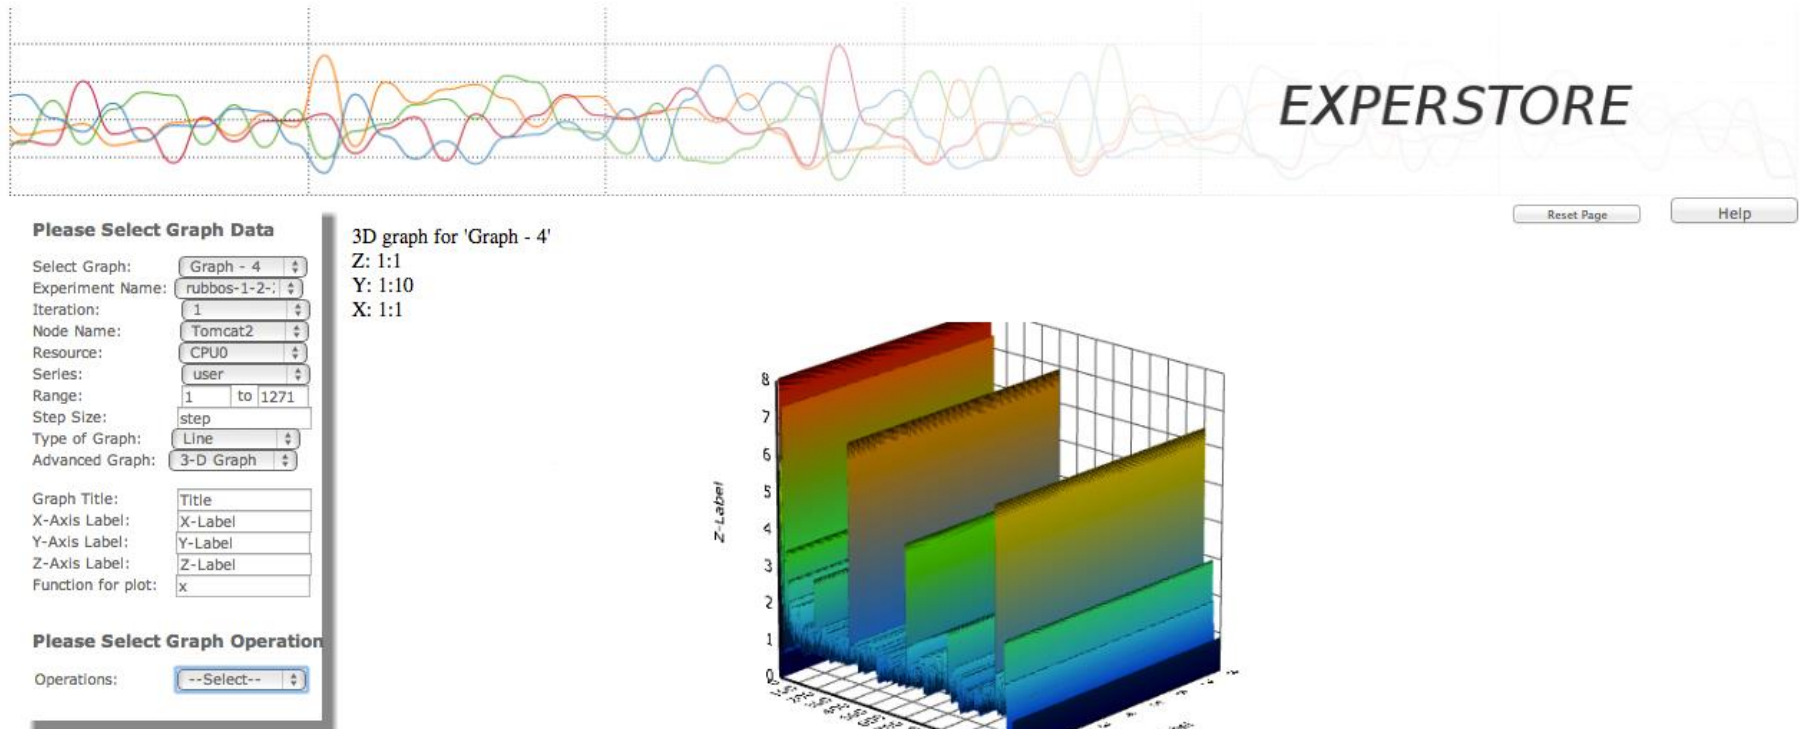 EXPERSTORE
Reset Page
Help
Please Select Graph Data
Select Graph: Graph - 4
Experiment Name: rubbos-1-2-:
Iteration: 1
Node Name: Tomcat2
Resource: CPU0
Series: user
Range: 1 to 1271
Step Size: step
Type of Graph: Line
Advanced Graph: 3-D Graph
Graph Title: Title
X-Axis Label: X-Label
Y-Axis Label: Y-Label
Z-Axis Label: Z-Label
Function for plot: x
Please Select Graph Operation
Operations: --Select--
3D graph for 'Graph - 4'
Z: 1:1
Y: 1:10
X: 1:1
8
7
6
5
4
3
2
1
0
Z-Label